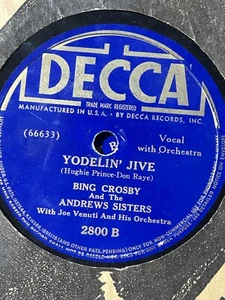 DECCA
TRADE MARK REGISTERED
MANUFACTURED IN U.S.A. • BY DECCA RECORDS, INC.
(66633)
Vocal
with Orchestra
YODELIN' JIVE
(Hughie Prince-Don Raye)
BING CROSBY
And The
ANDREWS SISTERS
With Joe Venuti And His Orchestra
2800 B